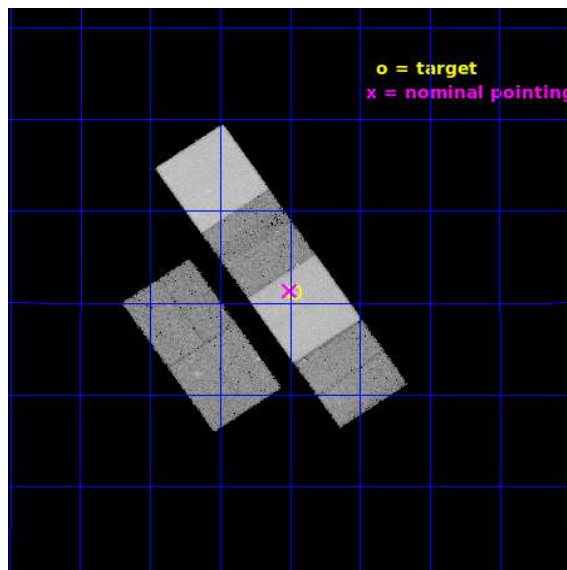 o = target
x = nominal pointing